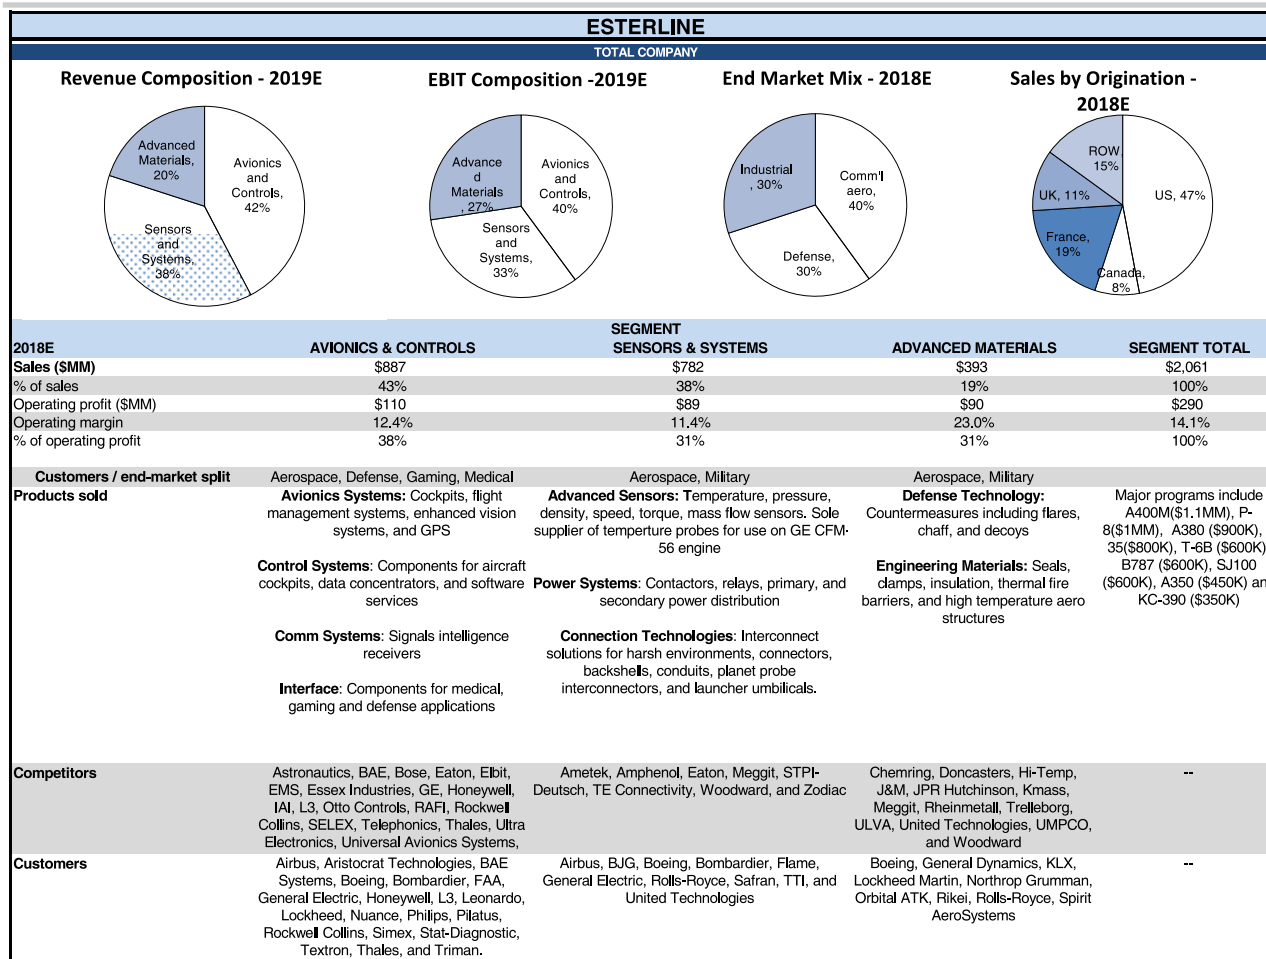 ESTERLINE
TOTAL COMPANY
Revenue Composition - 2019E
EBIT Composition -2019E
End Market Mix - 2018E
Sales by Origination -
2018E
Advanced
Materials,
20%
Avionics
and
Controls,
42%
Sensors
and
Systems,
38%
Advance
d
Materials
, 27%
Avionics
and
Controls,
40%
Sensors
and
Systems,
33%
Industrial
, 30%
Comm'l
aero,
40%
Defense,
30%
ROW,
15%
US, 47%
UK, 11%
France,
19%
Canada,
8%
SEGMENT
2018E AVIONICS & CONTROLS SENSORS & SYSTEMS ADVANCED MATERIALS SEGMENT TOTAL
Sales ($MM) $887 $782 $393 $2,061
% of sales 43% 38% 19% 100%
Operating profit ($MM) $110 $89 $90 $290
Operating margin 12.4% 11.4% 23.0% 14.1%
% of operating profit 38% 31% 31% 100%
Customers / end-market split Aerospace, Defense, Gaming, Medical Aerospace, Military Aerospace, Military
Products sold
Avionics Systems: Cockpits, flight
management systems, enhanced vision
systems, and GPS
Control Systems: Components for aircraft
cockpits, data concentrators, and software
services
Comm Systems: Signals intelligence
receivers
Interface: Components for medical,
gaming and defense applications
Advanced Sensors: Temperature, pressure,
density, speed, torque, mass flow sensors. Sole
supplier of temperture probes for use on GE CFM-
56 engine
Power Systems: Contactors, relays, primary, and
secondary power distribution
Connection Technologies: Interconnect
solutions for harsh environments, connectors,
backshells, conduits, planet probe
interconnectors, and launcher umbilicals.
Defense Technology:
Countermeasures including flares,
chaff, and decoys
Engineering Materials: Seals,
clamps, insulation, thermal fire
barriers, and high temperature aero
structures
Major programs include
A400M($1.1MM), P-
8($1MM), A380 ($900K),
35($800K), T-6B ($600K)
B787 ($600K), SJ100
($600K), A350 ($450K) an
KC-390 ($350K)
Competitors
Astronautics, BAE, Bose, Eaton, Elbit,
EMS, Essex Industries, GE, Honeywell,
IAI, L3, Otto Controls, RAFI, Rockwell
Collins, SELEX, Telephonics, Thales, Ultra
Electronics, Universal Avionics Systems,
Ametek, Amphenol, Eaton, Meggit, STPI-
Deutsch, TE Connectivity, Woodward, and Zodiac
Chemring, Doncasters, Hi-Temp,
J&M, JPR Hutchinson, Kmass,
Meggit, Rheinmetall, Trelleborg,
ULVA, United Technologies, UMPCO,
and Woodward
--
Customers
Airbus, Aristocrat Technologies, BAE
Systems, Boeing, Bombardier, FAA,
General Electric, Honeywell, L3, Leonardo,
Lockheed, Nuance, Philips, Pilatus,
Rockwell Collins, Simex, Stat-Diagnostic,
Textron, Thales, and Triman.
Airbus, BJG, Boeing, Bombardier, Flame,
General Electric, Rolls-Royce, Safran, TTI, and
United Technologies
Boeing, General Dynamics, KLX,
Lockheed Martin, Northrop Grumman,
Orbital ATK, Rikei, Rolls-Royce, Spirit
AeroSystems
--